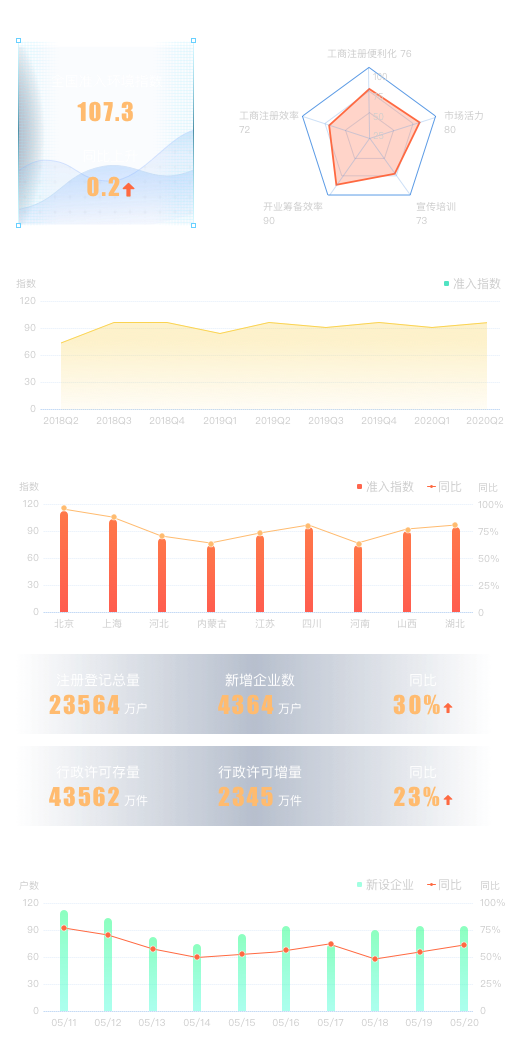 107.3
0.2
工商注册便利化 76
100
工商注册效率
72
市场活力
80
开业筹备效率
90
宣传培训
73
指数
准入指数
120
90
60
30
0
2018Q2 2018Q3 2018Q4 2019Q1 2019Q2 2019Q3 2019Q4 2020Q1 2020Q2
指数
准入指数 同比 同比
120 100%
90 75%
60 50%
30 25%
0 0
北京 上海 河北 内蒙古 江苏 四川 河南 山西 湖北
注册登记总量 新增企业数 同比
23564 万户 4364 万户 30%
行政许可存量 行政许可增量 同比
43562 万件 2345 万件 23%
户数 新设企业 同比 同比
120 100%
90 75%
60 50%
30 25%
0 0
05/11 05/12 05/13 05/14 05/15 05/16 05/17 05/18 05/19 05/20